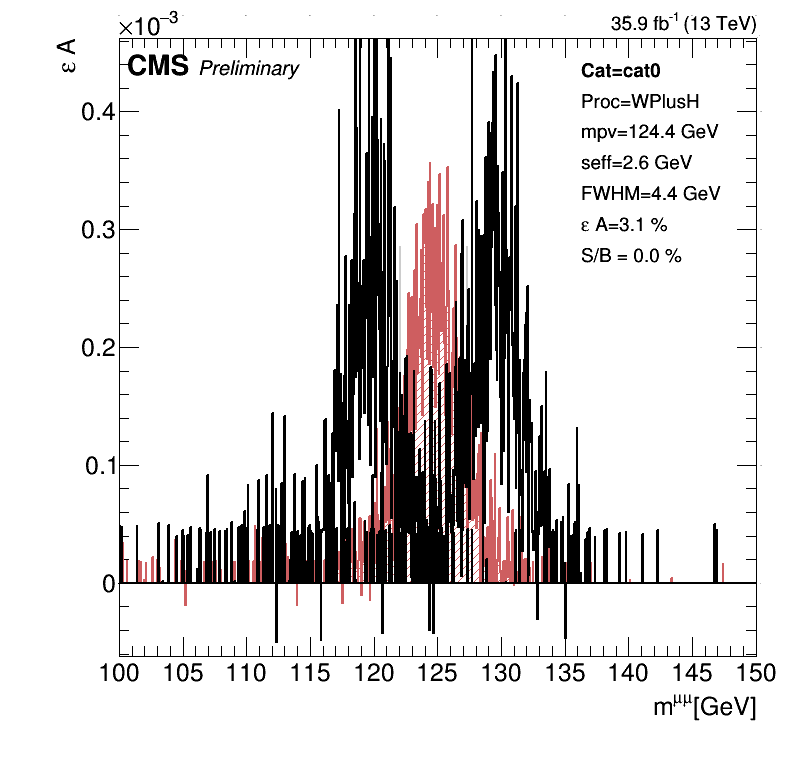 ×10⁻³
35.9 fb⁻¹ (13 TeV)
ε A
CMS Preliminary
Cat=cat0
Proc=WPlusH
mpv=124.4 GeV
seff=2.6 GeV
FWHM=4.4 GeV
ε A=3.1 %
S/B = 0.0 %
0.4
0.3
0.2
0.1
0
100 105 110 115 120 125 130 135 140 145 150
m^μμ[GeV]